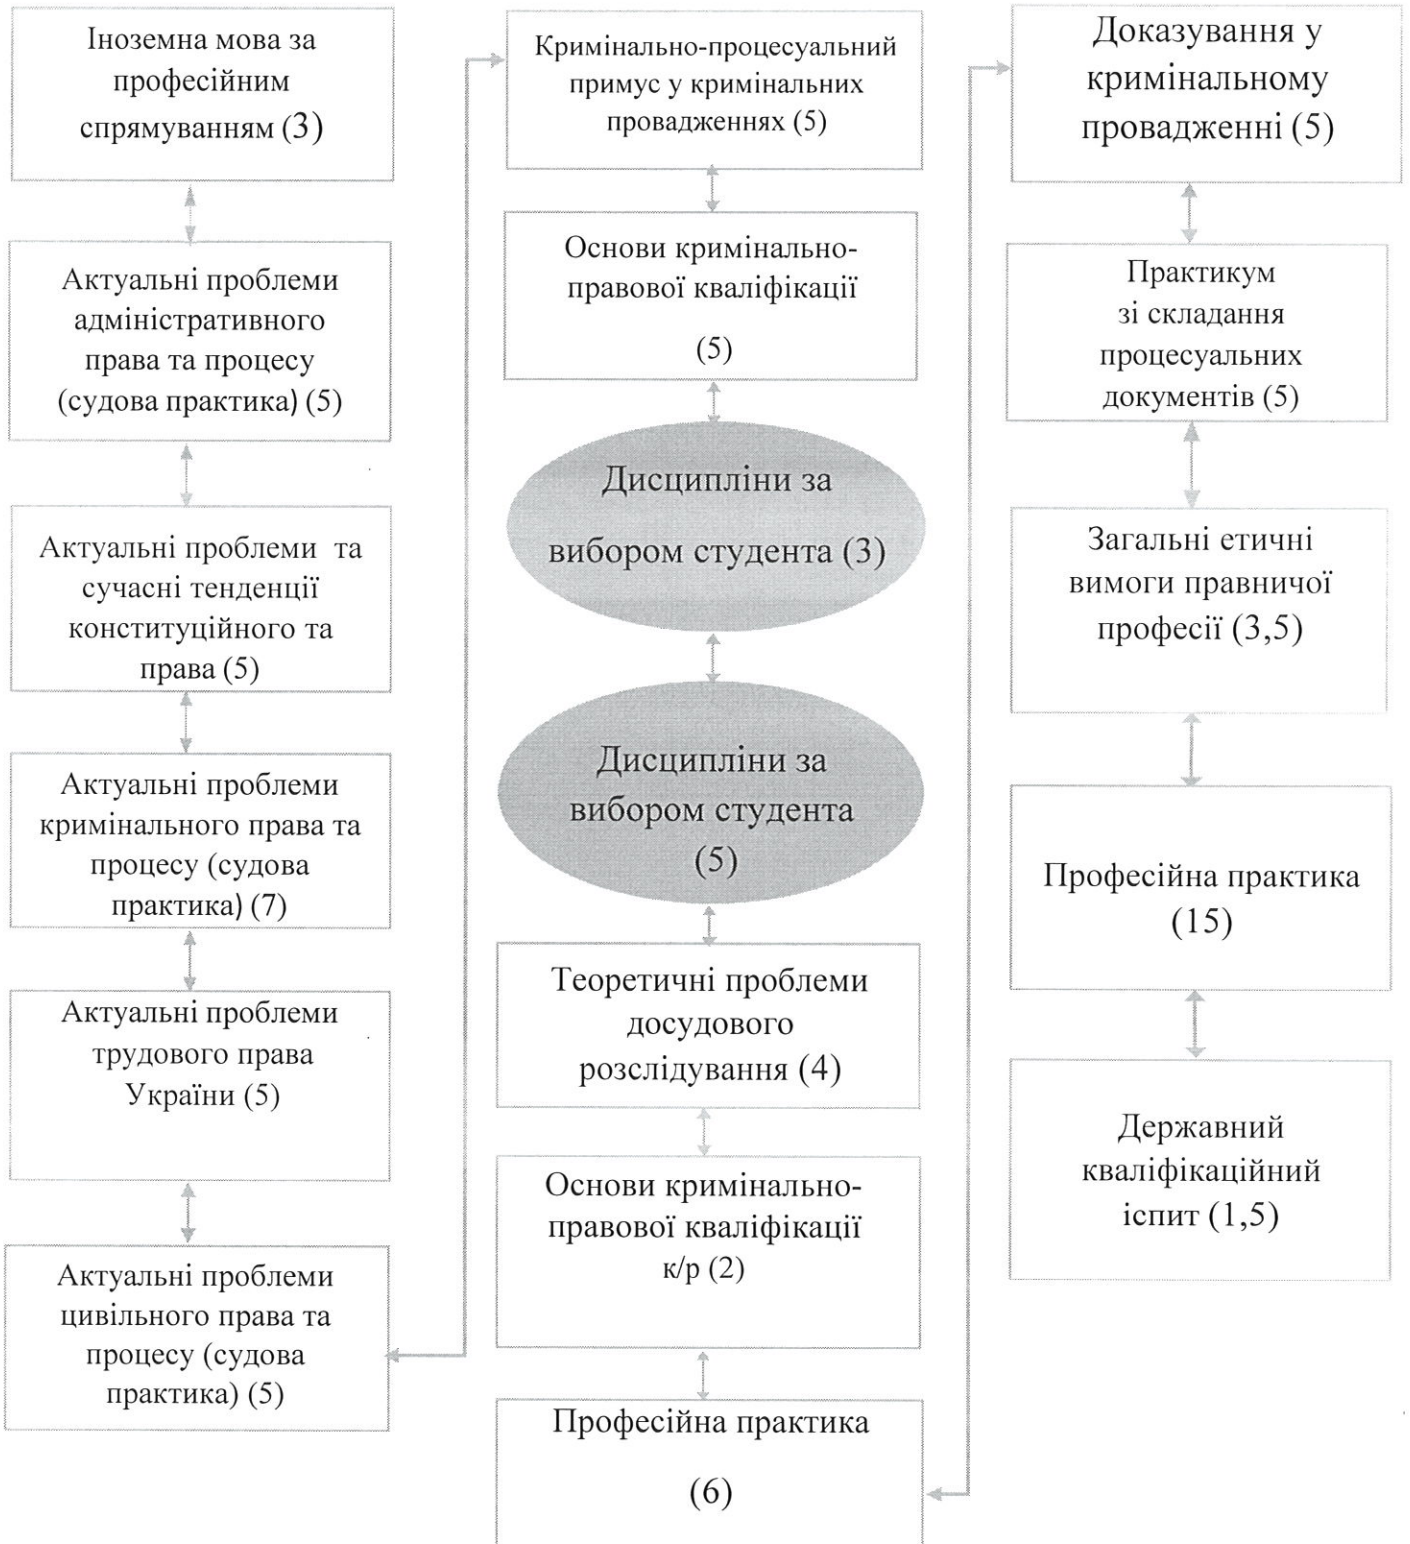 Іноземна мова за
професійним
спрямуванням (3)
Актуальні проблеми
адміністративного
права та процесу
(судова практика) (5)
Актуальні проблеми та
сучасні тенденції
конституційного та
права (5)
Актуальні проблеми
кримінального права та
процесу (судова
практика) (7)
Актуальні проблеми
трудового права
України (5)
Актуальні проблеми
цивільного права та
процесу (судова
практика) (5)
Кримінально-процесуальний
примус у кримінальних
провадженнях (5)
Основи кримінально-
правової кваліфікації
(5)
Дисципліни за
вибором студента (3)
Дисципліни за
вибором студента
(5)
Теоретичні проблеми
досудового
розслідування (4)
Основи кримінально-
правової кваліфікації
к/р (2)
Професійна практика
(6)
Доказування у
кримінальному
провадженні (5)
Практикум
зі складання
процесуальних
документів (5)
Загальні етичні
вимоги правничої
професії (3,5)
Професійна практика
(15)
Державний
кваліфікаційний
іспит (1,5)